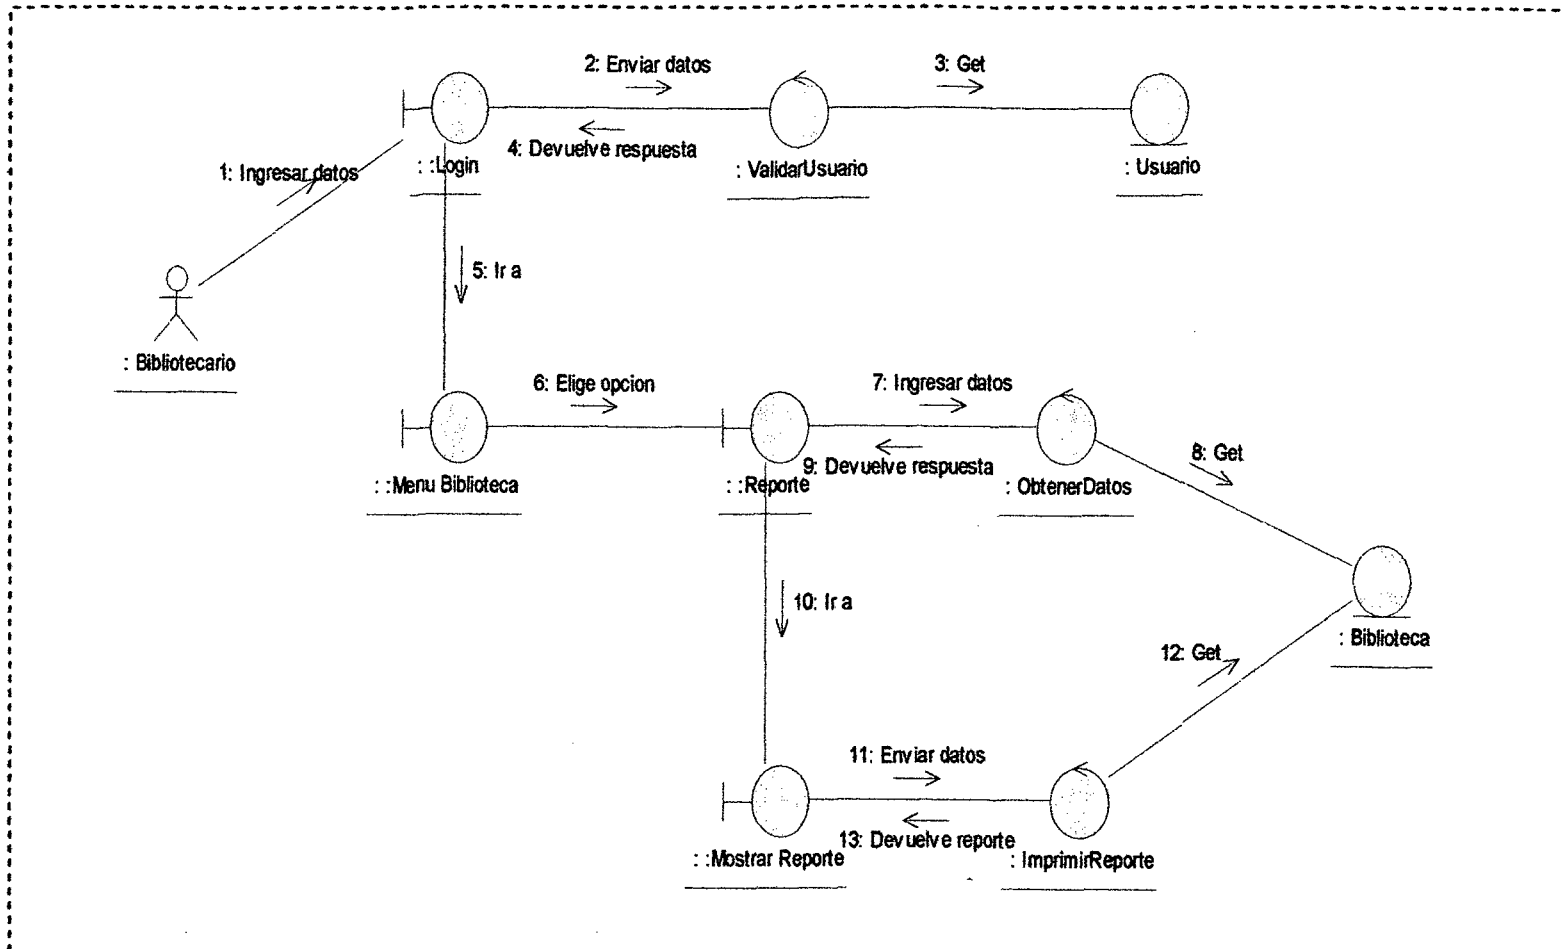 2: Enviar datos
3: Get
4: Devuelve respuesta
: :Login
: ValidarUsuario
: Usuario
1: Ingresar datos
5: Ir a
: Bibliotecario
6: Elige opcion
7: Ingresar datos
8: Get
9: Devuelve respuesta
: :Menu Biblioteca
: :Reporte
: ObtenerDatos
10: Ir a
: Biblioteca
12: Get
11: Enviar datos
13: Devuelve reporte
: :Mostrar Reporte
: ImprimirReporte